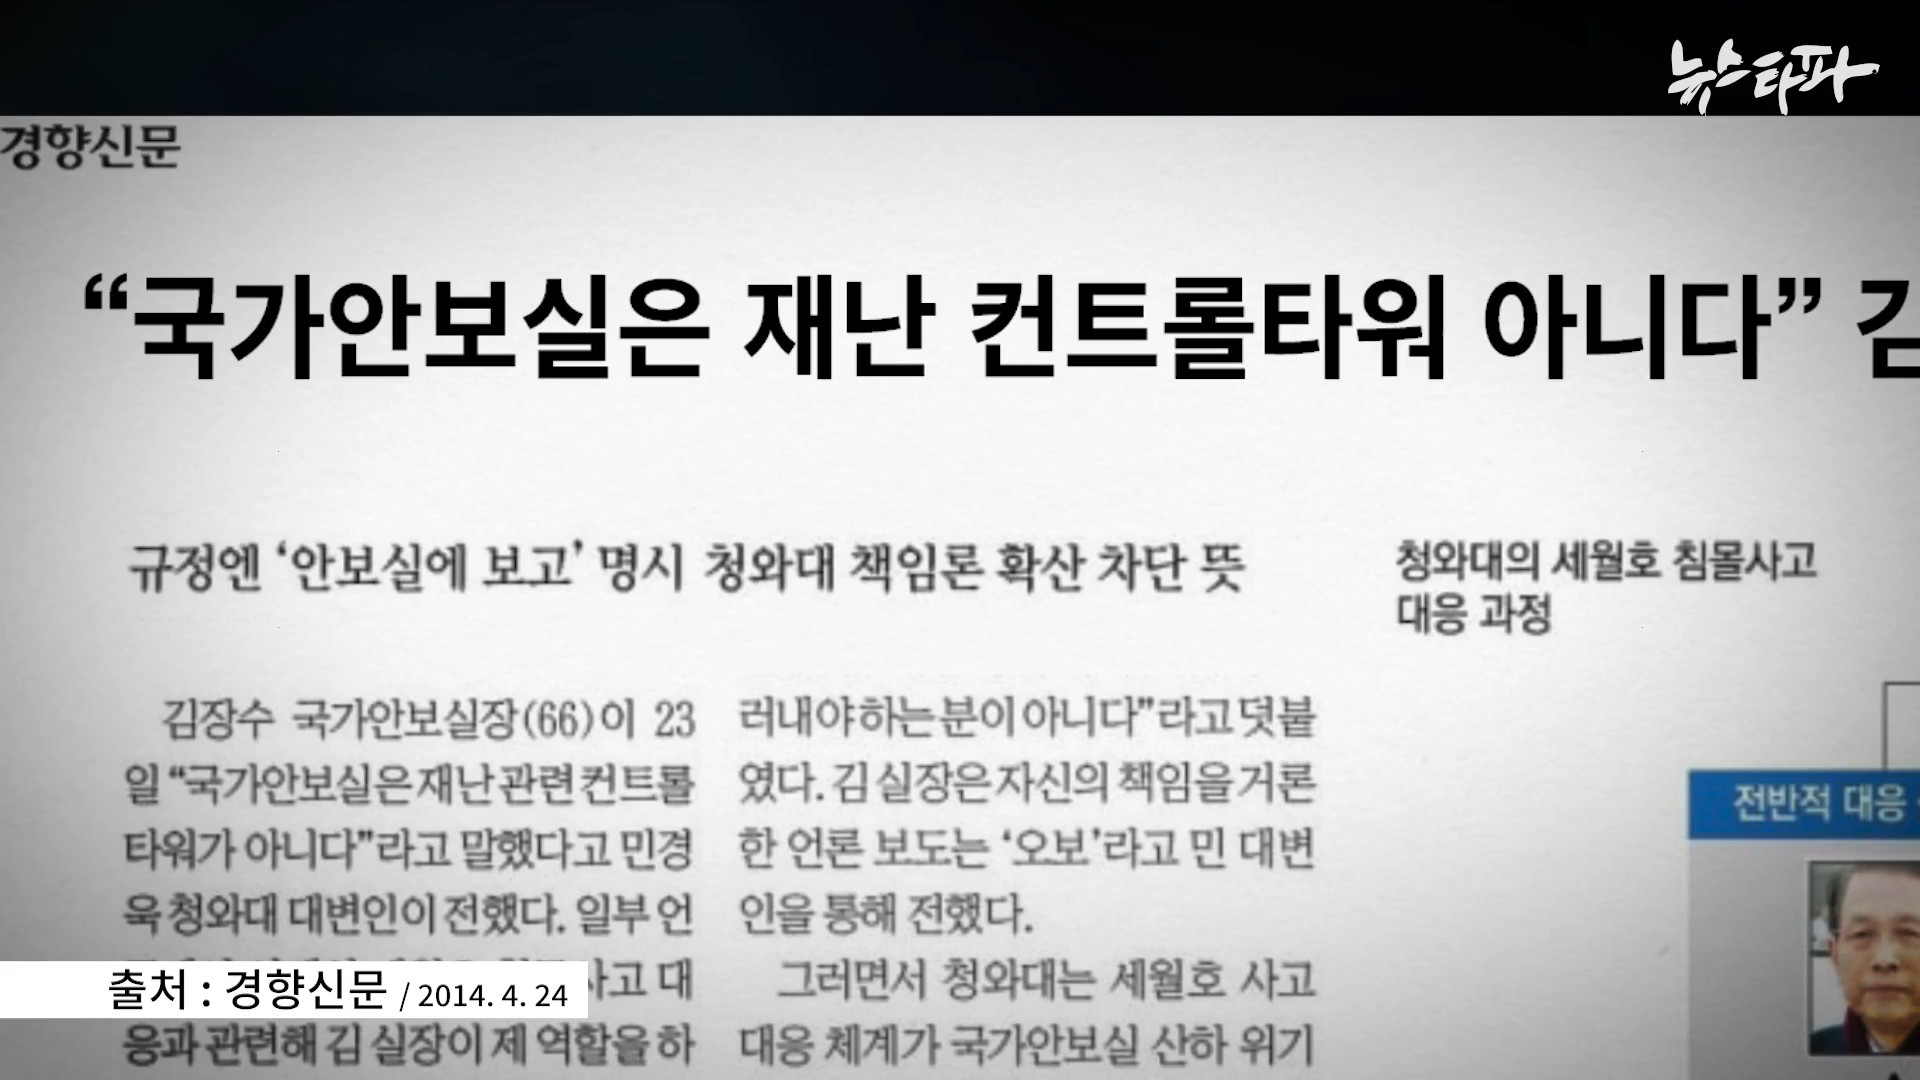 뉴스타파
경향신문
“국가안보실은 재난 컨트롤타워 아니다”
규정엔 ‘안보실에 보고’ 명시 청와대 책임론 확산 차단 뜻
김장수 국가안보실장(66)이 23
일 “국가안보실은 재난 관련 컨트롤
타워가 아니다”라고 말했다고 민경
욱 청와대 대변인이 전했다. 일부 언
사고 대
응과 관련해 김 실장이 제 역할을 하
러내야 하는 분이 아니다”라고 덧붙
였다. 김 실장은 자신의 책임을 거론
한 언론 보도는 ‘오보’라고 민 대변
인을 통해 전했다.
그러면서 청와대는 세월호 사고
대응 체계가 국가안보실 산하 위기
청와대의 세월호 침몰사고
대응 과정
전반적 대응
출처 : 경향신문 / 2014. 4. 24